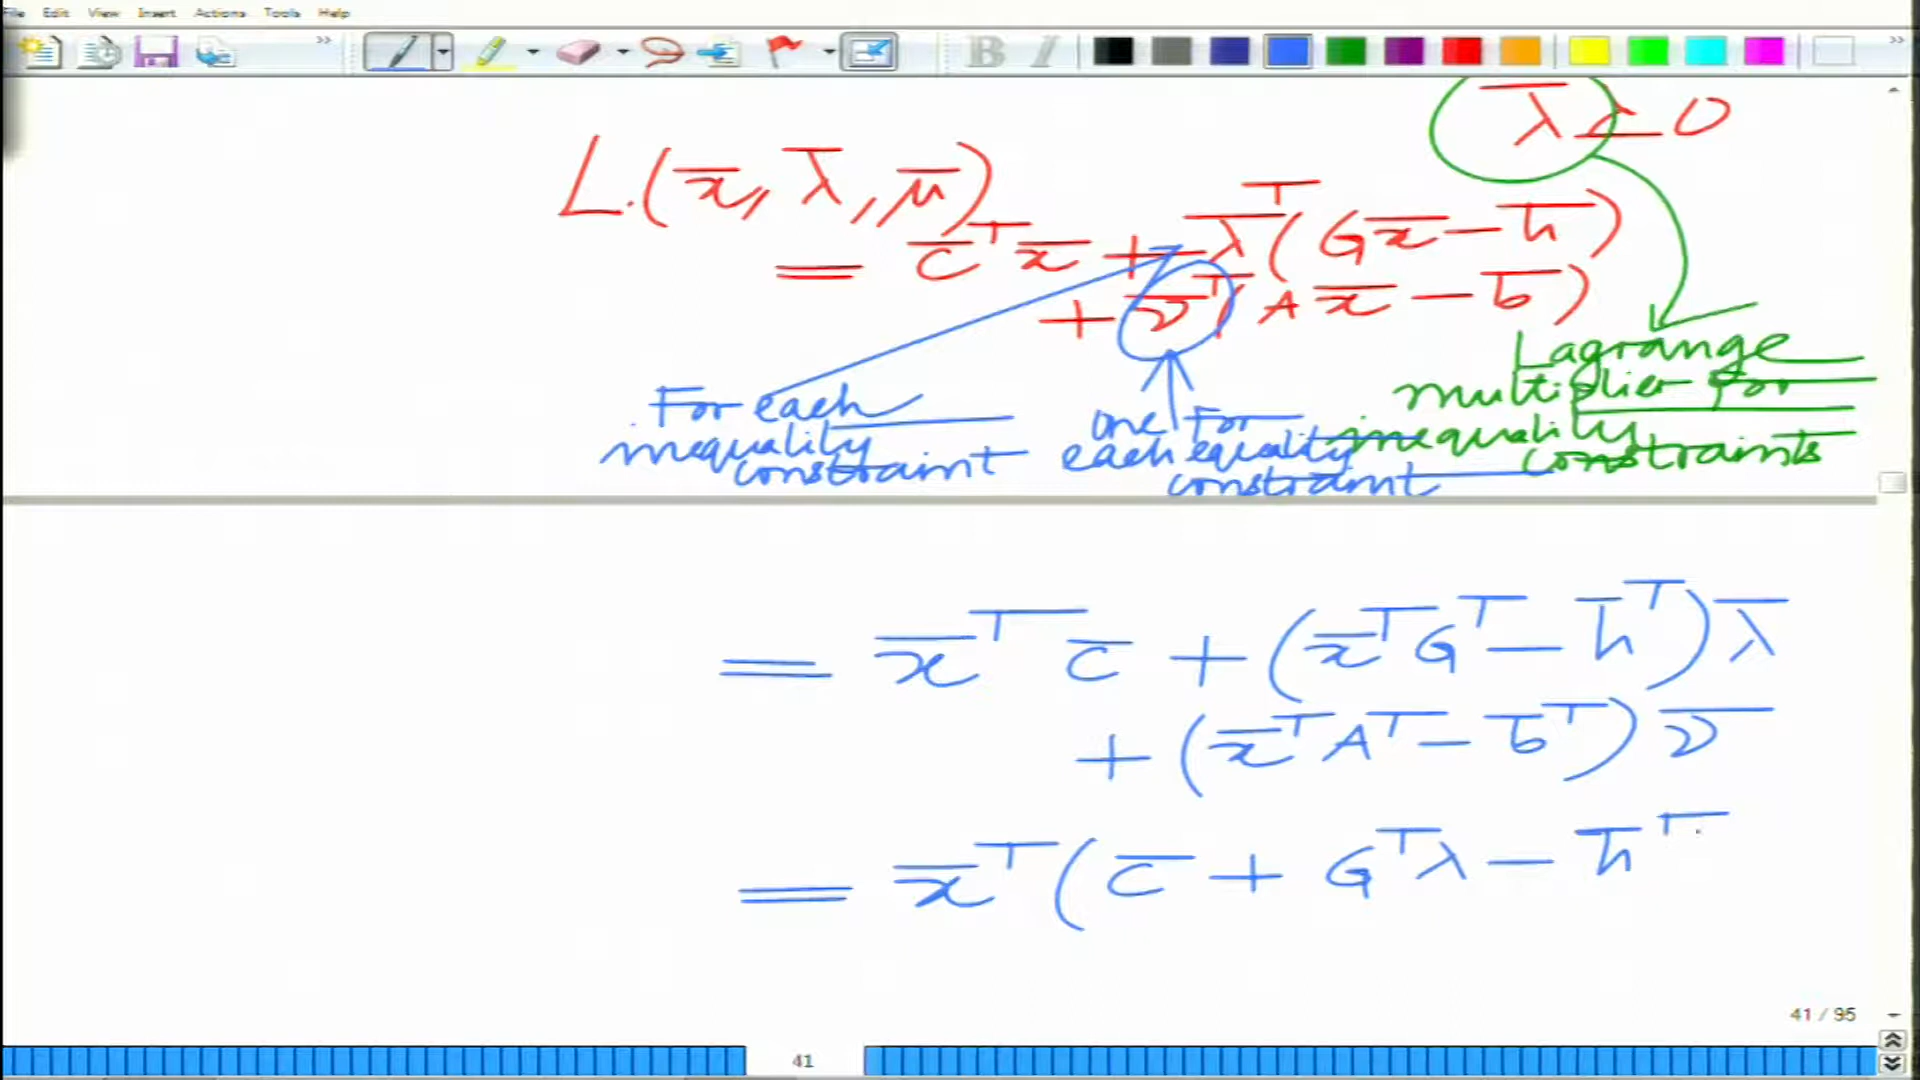 File Edit View Insert Actions Tools Help
B I
λ̄ ≥ 0
L(x̄, λ̄, μ̄)
= c̄ᵀx̄ + λ̄ᵀ(Gx̄ − h̄)
+ ν̄ᵀ(Ax̄ − b̄)
For each
inequality
constraint
one for
each equality
constraint
Lagrange
multiplier for
inequality
constraints
= x̄ᵀ c̄ + (x̄ᵀGᵀ − h̄ᵀ) λ̄
+ (x̄ᵀAᵀ − b̄ᵀ) ν̄
= x̄ᵀ(c̄ + Gᵀλ − h̄ᵀ
41 / 95
41